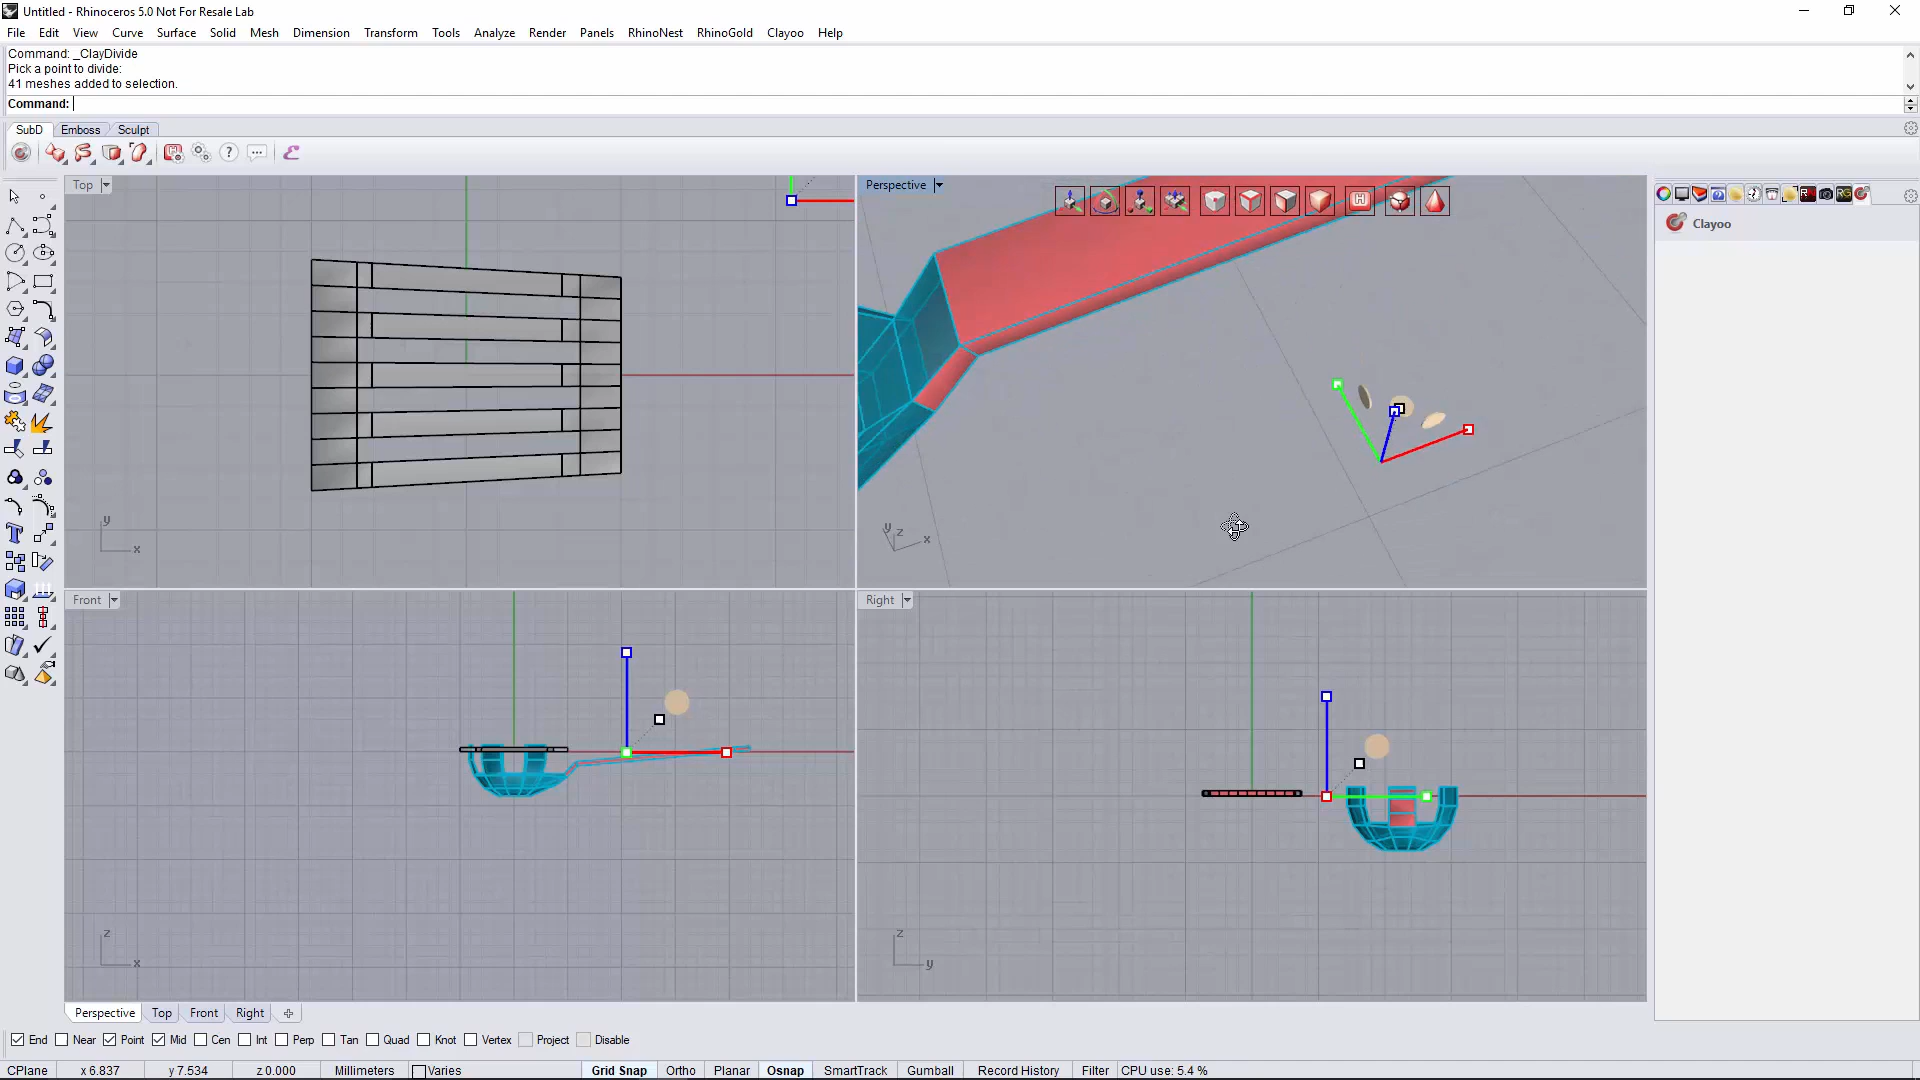 Untitled - Rhinoceros 5.0 Not For Resale Lab
File Edit View Curve Surface Solid Mesh Dimension Transform Tools Analyze Render Panels RhinoNest RhinoGold Clayoo Help
Command: _ClayDivide
Pick a point to divide:
41 meshes added to selection.
Command:
SubD Emboss Sculpt
Top
Perspective
Clayoo
y
x
y z x
Front
Right
z
x
z
y
Perspective Top Front Right
End Near Point Mid Cen Int Perp Tan Quad Knot Vertex Project Disable
CPlane x 6.837 y 7.534 z 0.000 Millimeters Varies Grid Snap Ortho Planar Osnap SmartTrack Gumball Record History Filter CPU use: 5.4 %